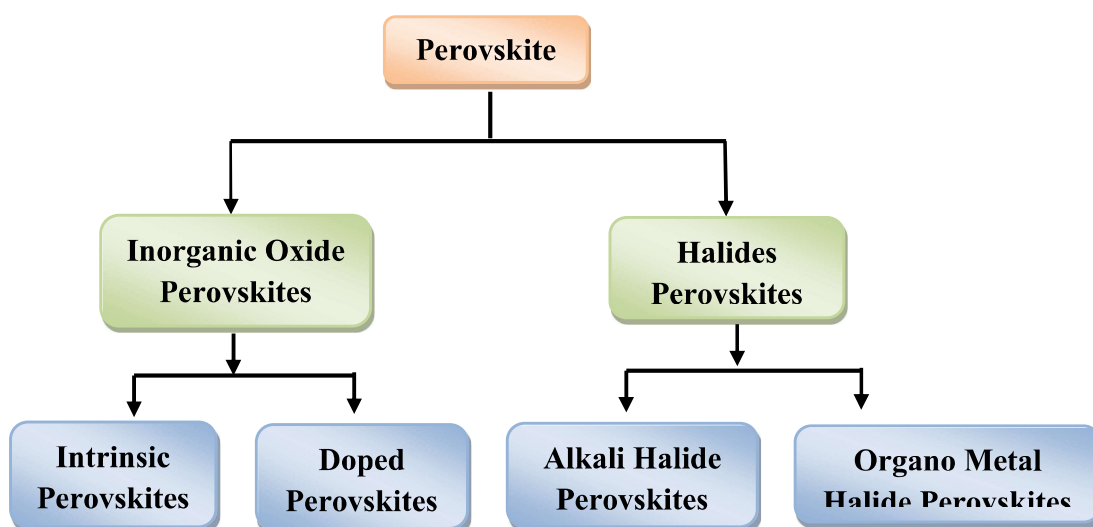 Perovskite
Inorganic Oxide
Perovskites
Halides
Perovskites
Intrinsic
Perovskites
Doped
Perovskites
Alkali Halide
Perovskites
Organo Metal
Halide Perovskites